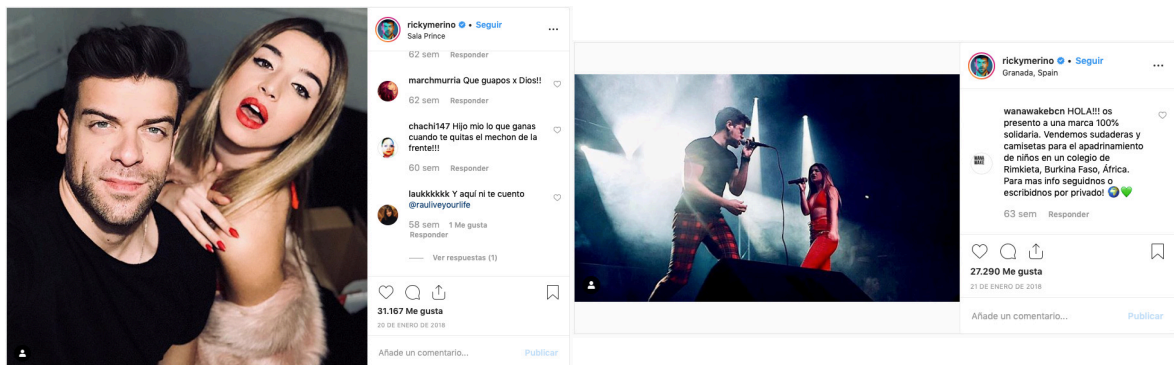 rickymerino • Seguir
Sala Prince
62 sem Responder
marchmurria Que guapos x Dios!!
62 sem Responder
chachi147 Hijo mio lo que ganas
cuando te quitas el mechon de la
frente!!!
60 sem Responder
laukkkkkk Y aquí ni te cuento
@rauliveyourlife
58 sem 1 Me gusta
Responder
Ver respuestas (1)
31.167 Me gusta
20 DE ENERO DE 2018
Añade un comentario... Publicar
rickymerino • Seguir
Granada, Spain
wanawakebcn HOLA!!! os
presento a una marca 100%
solidaria. Vendemos sudaderas y
camisetas para el apadrinamiento
de niños en un colegio de
Rimkieta, Burkina Faso, África.
Para mas info seguidnos o
escribidnos por privado! 🌍💚
WANA
WAKE
63 sem Responder
27.290 Me gusta
21 DE ENERO DE 2018
Añade un comentario... Publicar